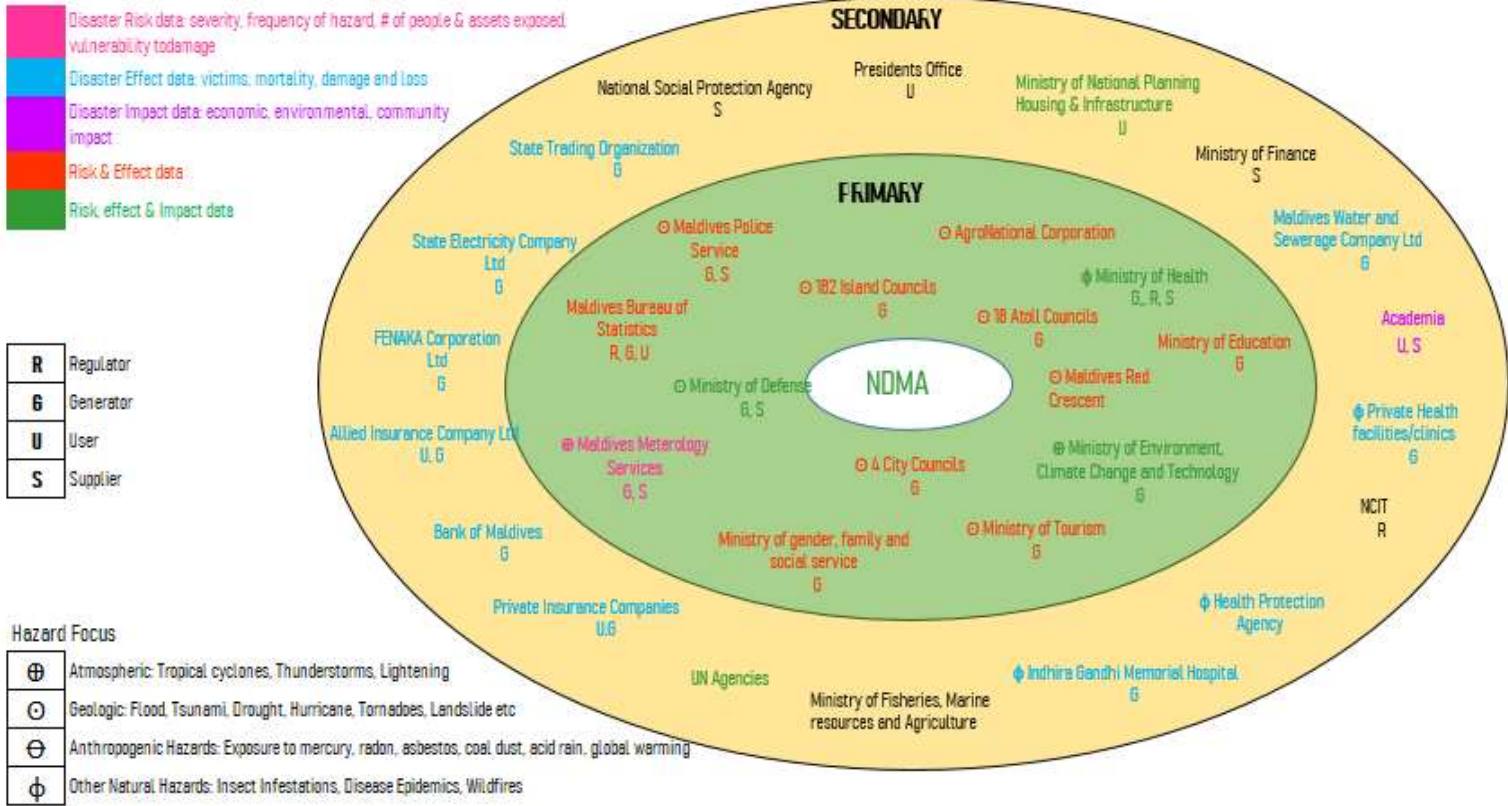 Disaster Risk data: severity, frequency of hazard, # of people & assets exposed,
vulnerability todamage
Disaster Effect data: victims, mortality, damage and loss
Disaster Impact data: economic, environmental, community
impact
Risk & Effect data
Risk, effect & Impact data
R Regulator
G Generator
U User
S Supplier
Hazard Focus
⊕ Atmospheric: Tropical cyclones, Thunderstorms, Lightening
⊙ Geologic: Flood, Tsunami, Drought, Hurricane, Tornadoes, Landslide etc
⊖ Anthropogenic Hazards: Exposure to mercury, radon, asbestos, coal dust, acid rain, global warming
ɸ Other Natural Hazards: Insect Infestations, Disease Epidemics, Wildfires
SECONDARY
Presidents Office
U
National Social Protection Agency
S
Ministry of National Planning
Housing & Infrastructure
U
State Trading Organization
G
Ministry of Finance
S
State Electricity Company
Ltd
G
Maldives Water and
Sewerage Company Ltd
G
FENAKA Corporation
Ltd
G
Academia
U, S
Allied Insurance Company Ltd
U, G
ɸ Private Health
facilities/clinics
G
Bank of Maldives
G
NCIT
R
Private Insurance Companies
U,G
ɸ Health Protection
Agency
UN Agencies
Ministry of Fisheries, Marine
resources and Agriculture
ɸ Indhira Gandhi Memorial Hospital
G
PRIMARY
⊙ Maldives Police
Service
G, S
⊙ AgroNational Corporation
⊙ 182 Island Councils
G
ɸ Ministry of Health
G, R, S
Maldives Bureau of
Statistics
R, G, U
⊙ 18 Atoll Councils
G
Ministry of Education
G
⊙ Ministry of Defense
G, S
NDMA
⊙ Maldives Red
Crescent
⊕ Maldives Meterology
Services
G, S
⊙ 4 City Councils
G
⊕ Ministry of Environment,
Climate Change and Technology
G
Ministry of gender, family and
social service
G
⊙ Ministry of Tourism
G